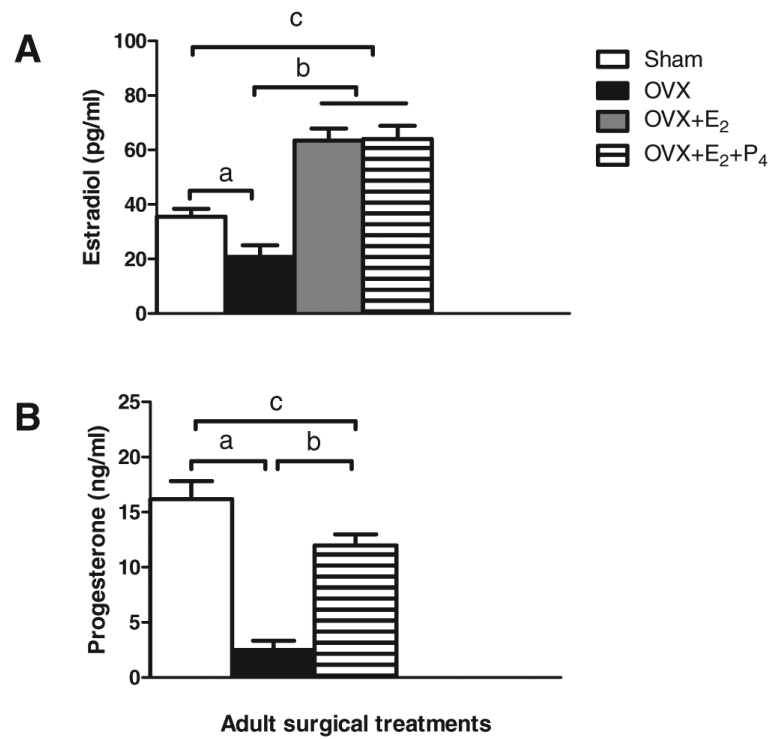 A
c
b
a
Estradiol (pg/ml)
100
80
60
40
20
0
Sham
OVX
OVX+E₂
OVX+E₂+P₄
B
c
a
b
Progesterone (ng/ml)
25
20
15
10
5
0
Adult surgical treatments